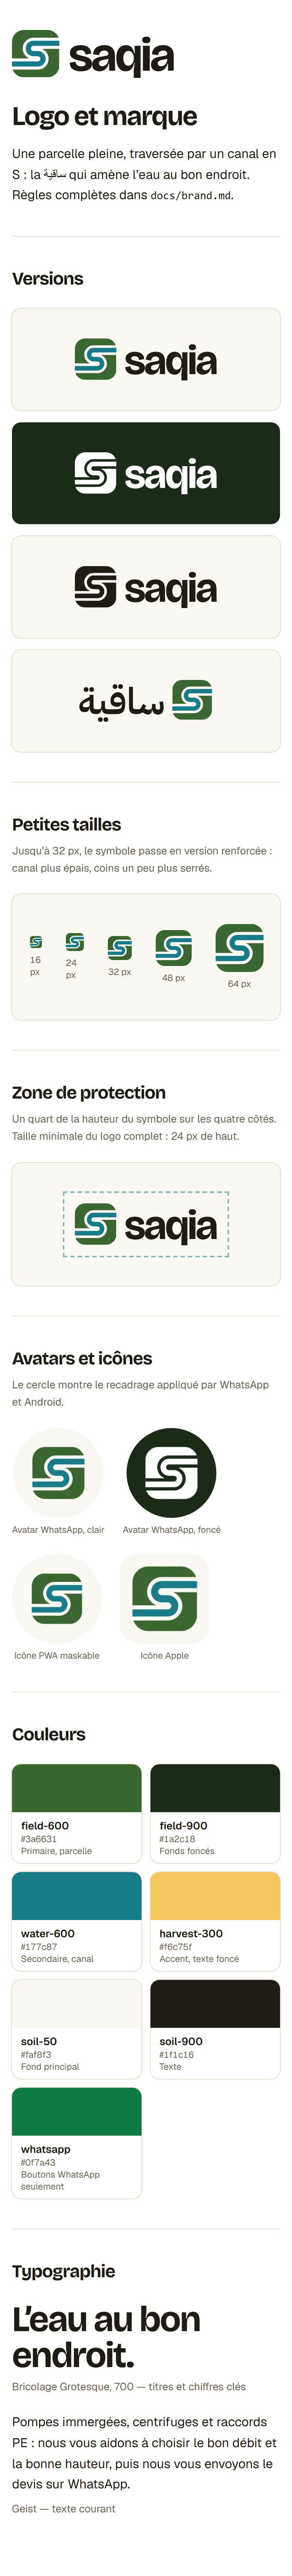 saqia
Logo et marque
Une parcelle pleine, traversée par un canal en
S : la ساقية qui amène l'eau au bon endroit.
Règles complètes dans docs/brand.md.
Versions
saqia
saqia
saqia
ساقية
Petites tailles
Jusqu'à 32 px, le symbole passe en version renforcée :
canal plus épais, coins un peu plus serrés.
16
px
24
px
32 px
48 px
64 px
Zone de protection
Un quart de la hauteur du symbole sur les quatre côtés.
Taille minimale du logo complet : 24 px de haut.
saqia
Avatars et icônes
Le cercle montre le recadrage appliqué par WhatsApp
et Android.
Avatar WhatsApp, clair
Avatar WhatsApp, foncé
Icône PWA maskable
Icône Apple
Couleurs
field-600
#3a6631
Primaire, parcelle
field-900
#1a2c18
Fonds foncés
water-600
#177c87
Secondaire, canal
harvest-300
#f6c75f
Accent, texte foncé
soil-50
#faf8f3
Fond principal
soil-900
#1f1c16
Texte
whatsapp
#0f7a43
Boutons WhatsApp
seulement
Typographie
L'eau au bon
endroit.
Bricolage Grotesque, 700 — titres et chiffres clés
Pompes immergées, centrifuges et raccords
PE : nous vous aidons à choisir le bon débit et
la bonne hauteur, puis nous vous envoyons le
devis sur WhatsApp.
Geist — texte courant